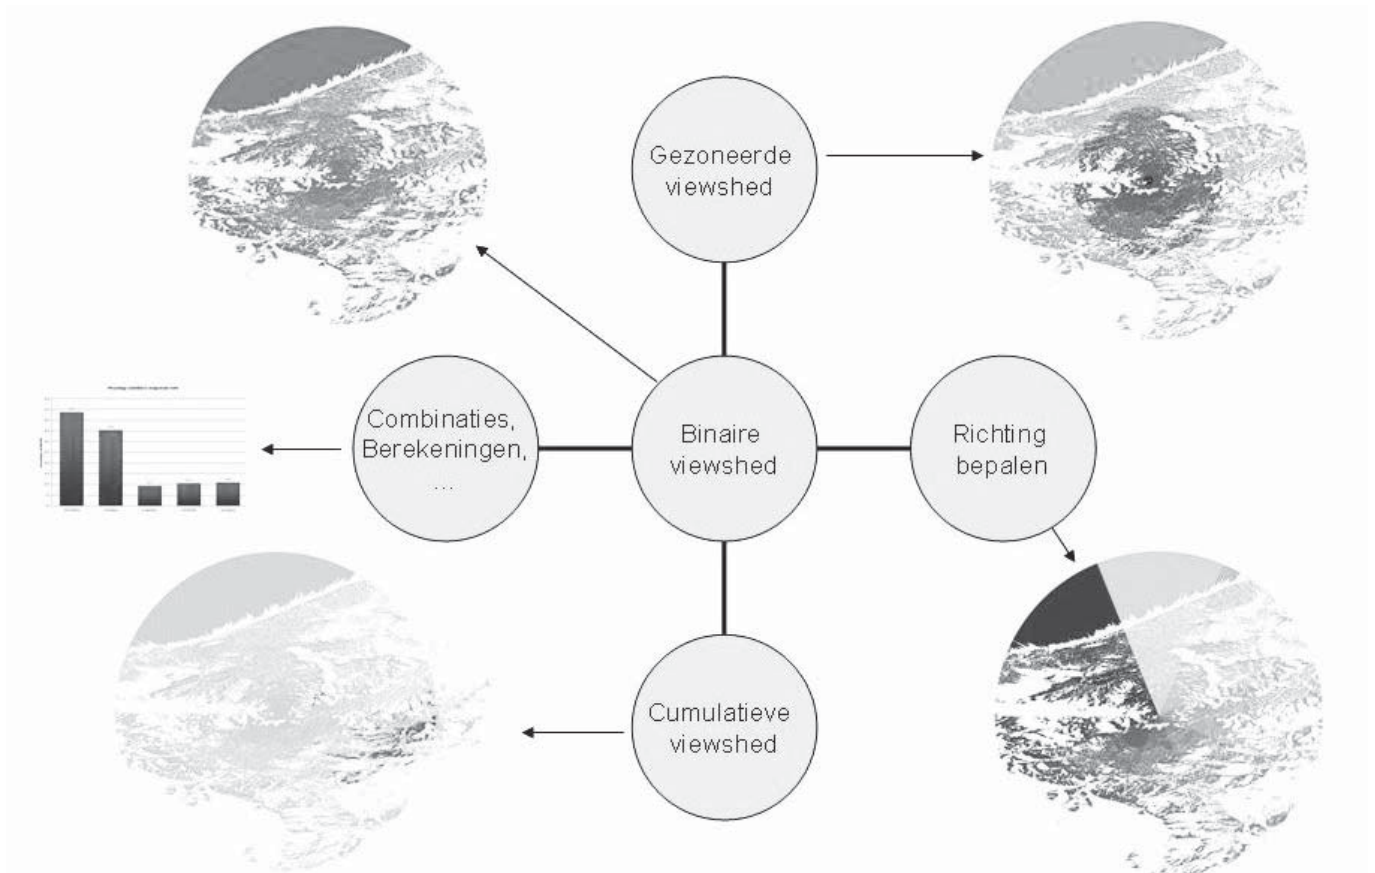 Gezoneerde
viewshed
Combinaties,
Berekeningen,
...
Binaire
viewshed
Richting
bepalen
Cumulatieve
viewshed